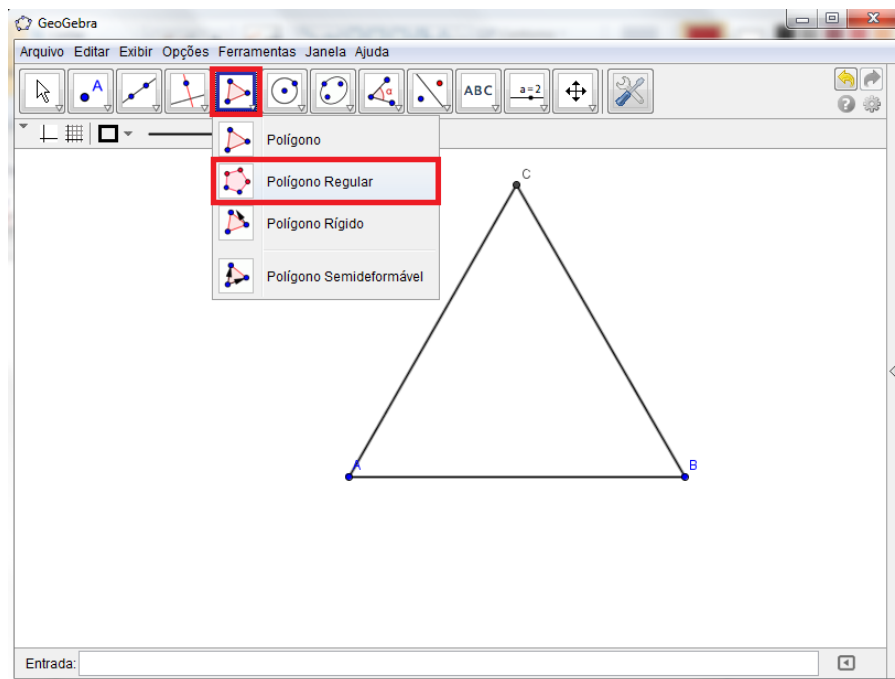 GeoGebra
Arquivo Editar Exibir Opções Ferramentas Janela Ajuda
A α ABC a=2
Polígono
Polígono Regular
Polígono Rígido
Polígono Semideformável
C
A
B
Entrada: